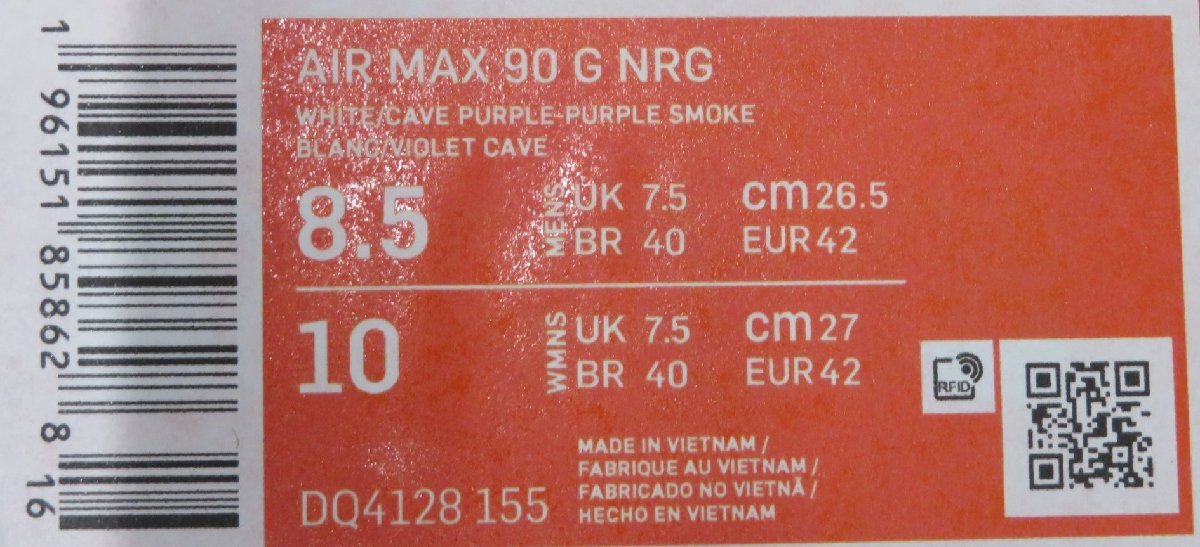 AIR MAX 90 G NRG
WHITE/CAVE PURPLE-PURPLE SMOKE
BLANC/VIOLET CAVE
8.5 MENS UK 7.5 cm 26.5
BR 40 EUR 42
10 WMNS UK 7.5 cm 27
BR 40 EUR 42
RFID
MADE IN VIETNAM /
FABRIQUE AU VIETNAM /
FABRICADO NO VIETNÃ /
HECHO EN VIETNAM
DQ4128 155
1 96151 85862 8 16